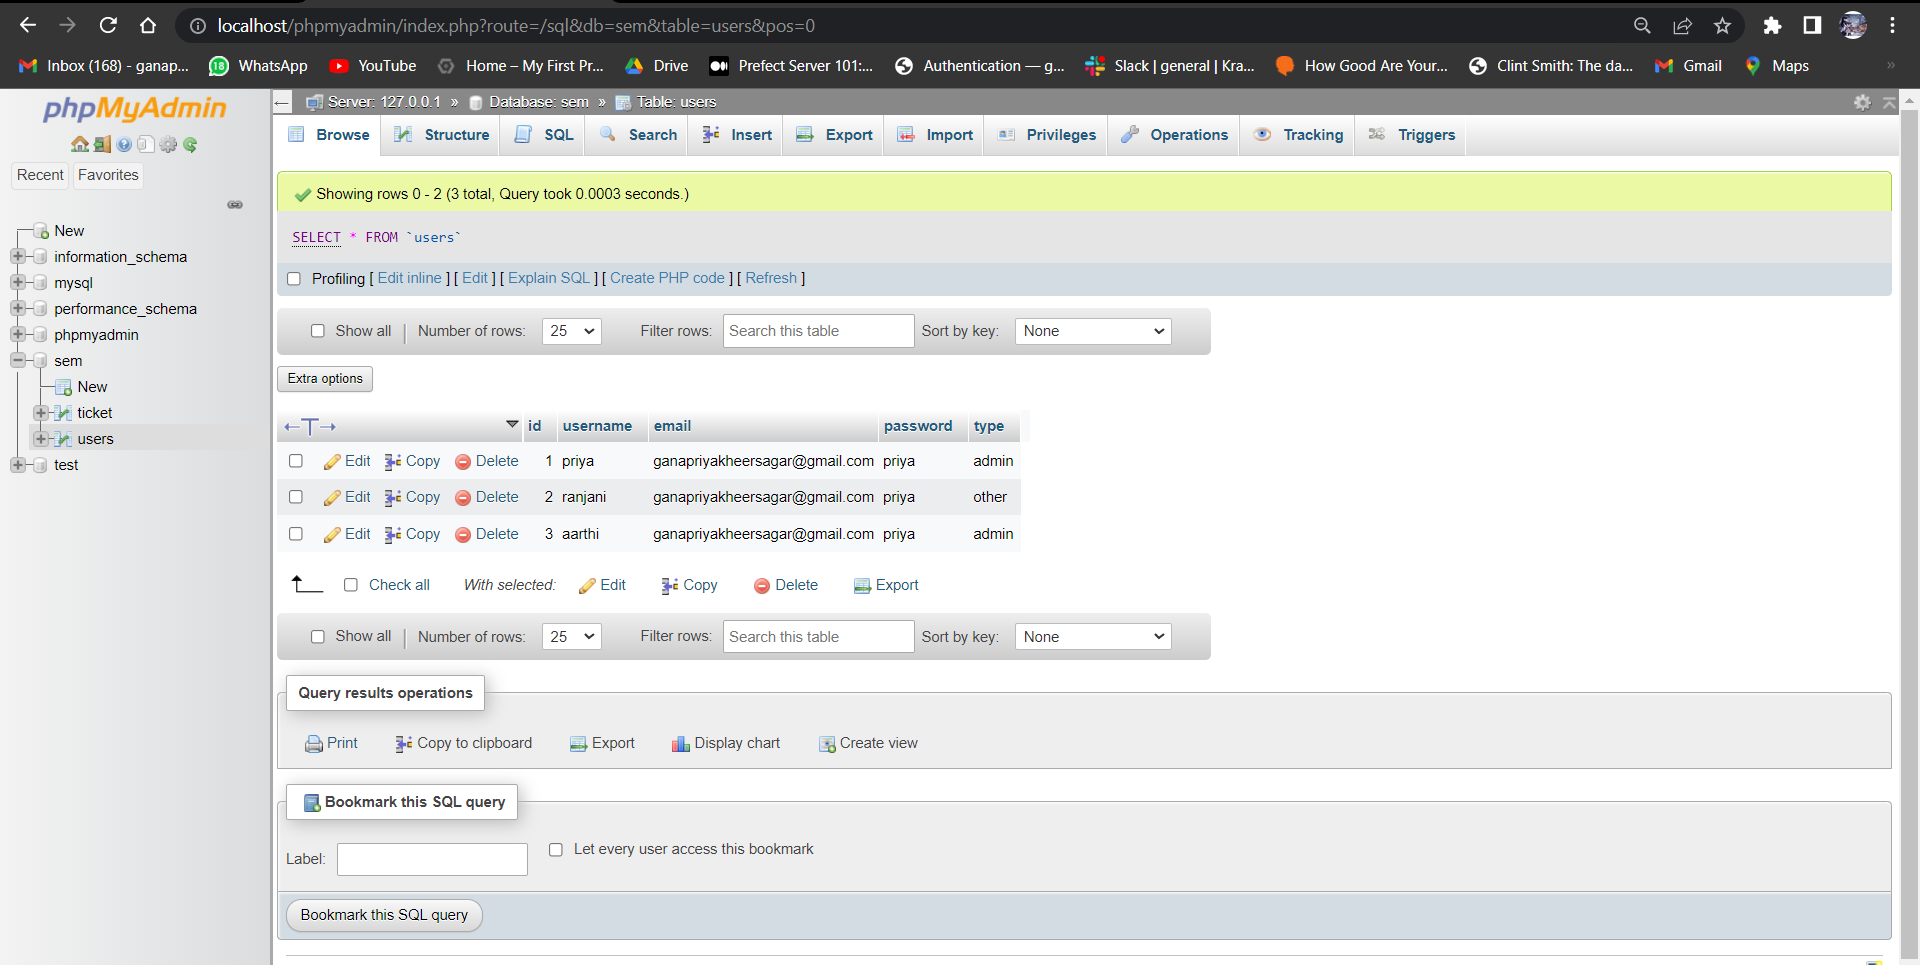 localhost/phpmyadmin/index.php?route=/sql&db=sem&table=users&pos=0
Inbox (168) - ganap... 18 WhatsApp YouTube Home – My First Pr... Drive Prefect Server 101:... Authentication — g... Slack | general | Kra... How Good Are Your... Clint Smith: The da... Gmail Maps »
phpMyAdmin
Recent Favorites
New
information_schema
mysql
performance_schema
phpmyadmin
sem
New
ticket
users
test
Server: 127.0.0.1 » Database: sem » Table: users
Browse Structure SQL Search Insert Export Import Privileges Operations Tracking Triggers
Showing rows 0 - 2 (3 total, Query took 0.0003 seconds.)
SELECT * FROM `users`
Profiling [ Edit inline ] [ Edit ] [ Explain SQL ] [ Create PHP code ] [ Refresh ]
Show all | Number of rows: 25 Filter rows: Search this table Sort by key: None
Extra options
←T→ id username email password type
Edit Copy Delete 1 priya ganapriyakheersagar@gmail.com priya admin
Edit Copy Delete 2 ranjani ganapriyakheersagar@gmail.com priya other
Edit Copy Delete 3 aarthi ganapriyakheersagar@gmail.com priya admin
Check all With selected: Edit Copy Delete Export
Show all | Number of rows: 25 Filter rows: Search this table Sort by key: None
Query results operations
Print Copy to clipboard Export Display chart Create view
Bookmark this SQL query
Label: Let every user access this bookmark
Bookmark this SQL query